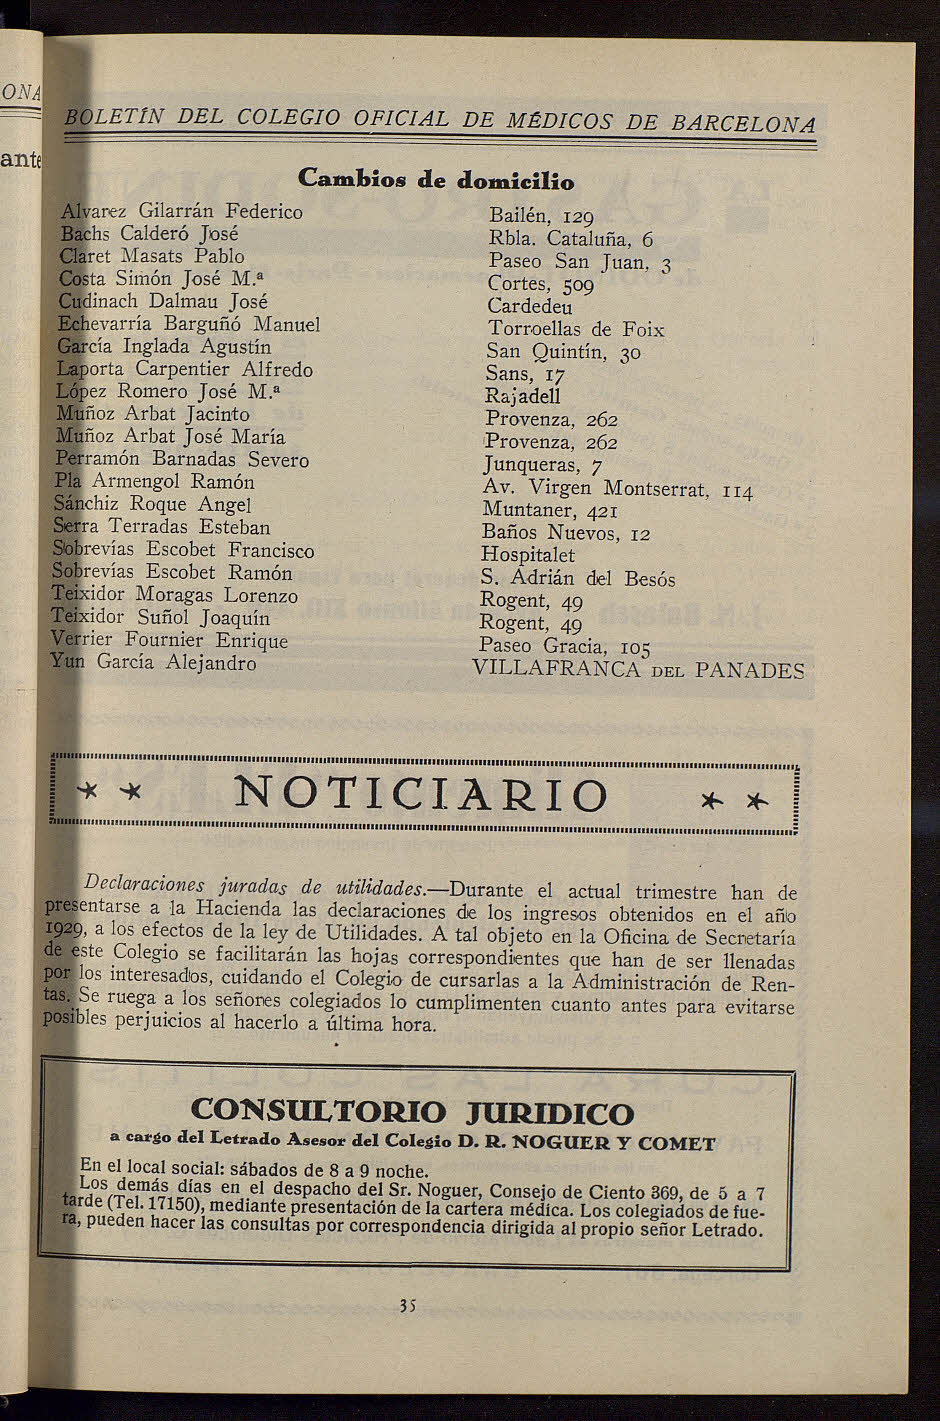 ONA
ante
BOLETÍN DEL COLEGIO OFICIAL DE MÉDICOS DE BARCELONA
Cambios de domicilio
Alvarez Gilarrán Federico Bailén, 129
Bachs Calderó José Rbla. Cataluña, 6
Claret Masats Pablo Paseo San Juan, 3
Costa Simón José M.ª Cortes, 509
Cudinach Dalmau José Cardedeu
Echevarría Barguñó Manuel Torroellas de Foix
García Inglada Agustín San Quintín, 30
Laporta Carpentier Alfredo Sans, 17
López Romero José M.ª Rajadell
Muñoz Arbat Jacinto Provenza, 262
Muñoz Arbat José María Provenza, 262
Perramón Barnadas Severo Junqueras, 7
Pla Armengol Ramón Av. Virgen Montserrat, 114
Sánchiz Roque Angel Muntaner, 421
Serra Terradas Esteban Baños Nuevos, 12
Sobrevías Escobet Francisco Hospitalet
Sobrevías Escobet Ramón S. Adrián del Besós
Teixidor Moragas Lorenzo Rogent, 49
Teixidor Suñol Joaquín Rogent, 49
Verrier Fournier Enrique Paseo Gracia, 105
Yun García Alejandro VILLAFRANCA DEL PANADES
NOTICIARIO
Declaraciones juradas de utilidades.—Durante el actual trimestre han de
presentarse a la Hacienda las declaraciones de los ingresos obtenidos en el año
1929, a los efectos de la ley de Utilidades. A tal objeto en la Oficina de Secretaría
de este Colegio se facilitarán las hojas correspondientes que han de ser llenadas
por los interesados, cuidando el Colegio de cursarlas a la Administración de Ren-
tas. Se ruega a los señores colegiados lo cumplimenten cuanto antes para evitarse
posibles perjuicios al hacerlo a última hora.
CONSULTORIO JURIDICO
a cargo del Letrado Asesor del Colegio D. R. NOGUER Y COMET
En el local social: sábados de 8 a 9 noche.
Los demás días en el despacho del Sr. Noguer, Consejo de Ciento 369, de 5 a 7
tarde (Tel. 17150), mediante presentación de la cartera médica. Los colegiados de fue-
ra, pueden hacer las consultas por correspondencia dirigida al propio señor Letrado.
35